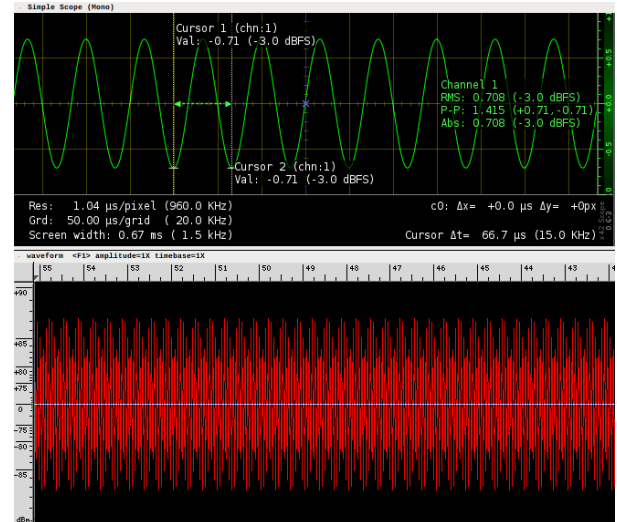 Simple Scope (Mono)
Cursor 1 (chn:1)
Val: -0.71 (-3.0 dBFS)
Channel 1
RMS: 0.708 (-3.0 dBFS)
P-P: 1.415 (+0.71,-0.71)
Abs: 0.708 (-3.0 dBFS)
Cursor 2 (chn:1)
Val: -0.71 (-3.0 dBFS)
+0.5
+0.0
-0.5
Res: 1.04 µs/pixel (960.0 KHz)
Grd: 50.00 µs/grid ( 20.0 KHz)
Screen width: 0.67 ms ( 1.5 kHz)
c0: Δx= +0.0 µs Δy= +0px
Cursor Δt= 66.7 µs (15.0 KHz)
x42 Scope
0.6.3
waveform <F1> amplitude=1X timebase=1X
55 54 53 52 51 50 49 48 47 46 45 44 43
+90
+85
+80
+75
0
-75
-80
-85
dBm